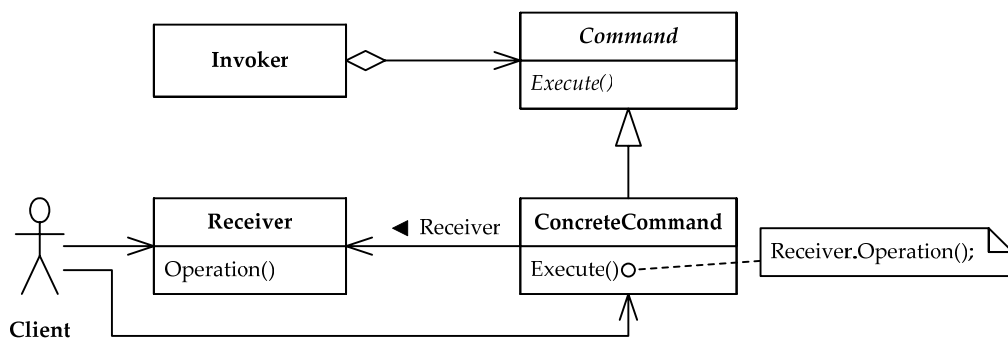 Invoker
Command
Execute()
Receiver
Operation()
◄ Receiver
ConcreteCommand
Execute()
Receiver.Operation();
Client